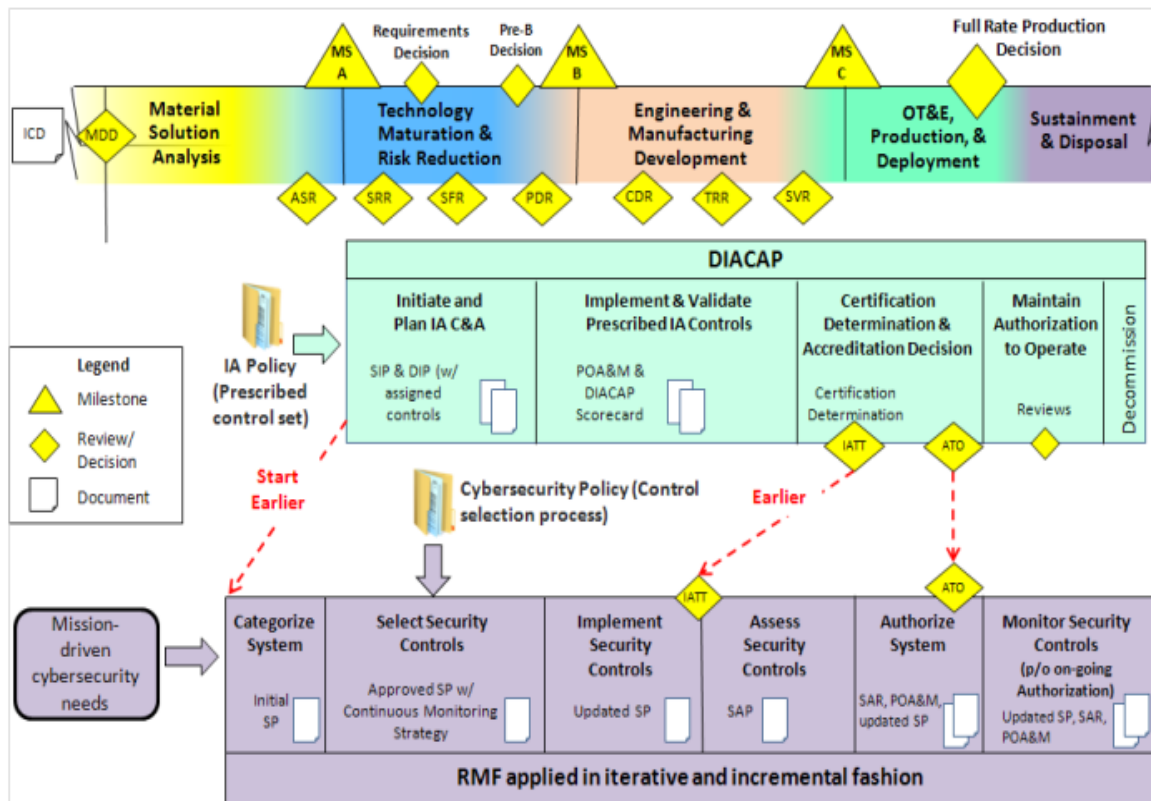 Requirements
Decision
Pre-B
Decision
Full Rate Production
Decision
MS
A
MS
B
MS
C
ICD
MDD
Material
Solution
Analysis
Technology
Maturation &
Risk Reduction
Engineering &
Manufacturing
Development
OT&E,
Production, &
Deployment
Sustainment
& Disposal
ASR
SRR
SFR
PDR
CDR
TRR
SVR
DIACAP
Initiate and
Plan IA C&A
SIP & DIP (w/
assigned
controls
Implement & Validate
Prescribed IA Controls
POA&M &
DIACAP
Scorecard
Certification
Determination &
Accreditation Decision
Certification
Determination
IATT
ATO
Maintain
Authorization
to Operate
Reviews
Decommission
IA Policy
(Prescribed
control set)
Legend
Milestone
Review/
Decision
Document
Start
Earlier
Cybersecurity Policy (Control
selection process)
Earlier
IATT
ATO
Mission-
driven
cybersecurity
needs
Categorize
System
Initial
SP
Select Security
Controls
Approved SP w/
Continuous Monitoring
Strategy
Implement
Security
Controls
Updated SP
Assess
Security
Controls
SAP
Authorize
System
SAR, POA&M,
updated SP
Monitor Security
Controls
(p/o on-going
Authorization)
Updated SP, SAR,
POA&M
RMF applied in iterative and incremental fashion